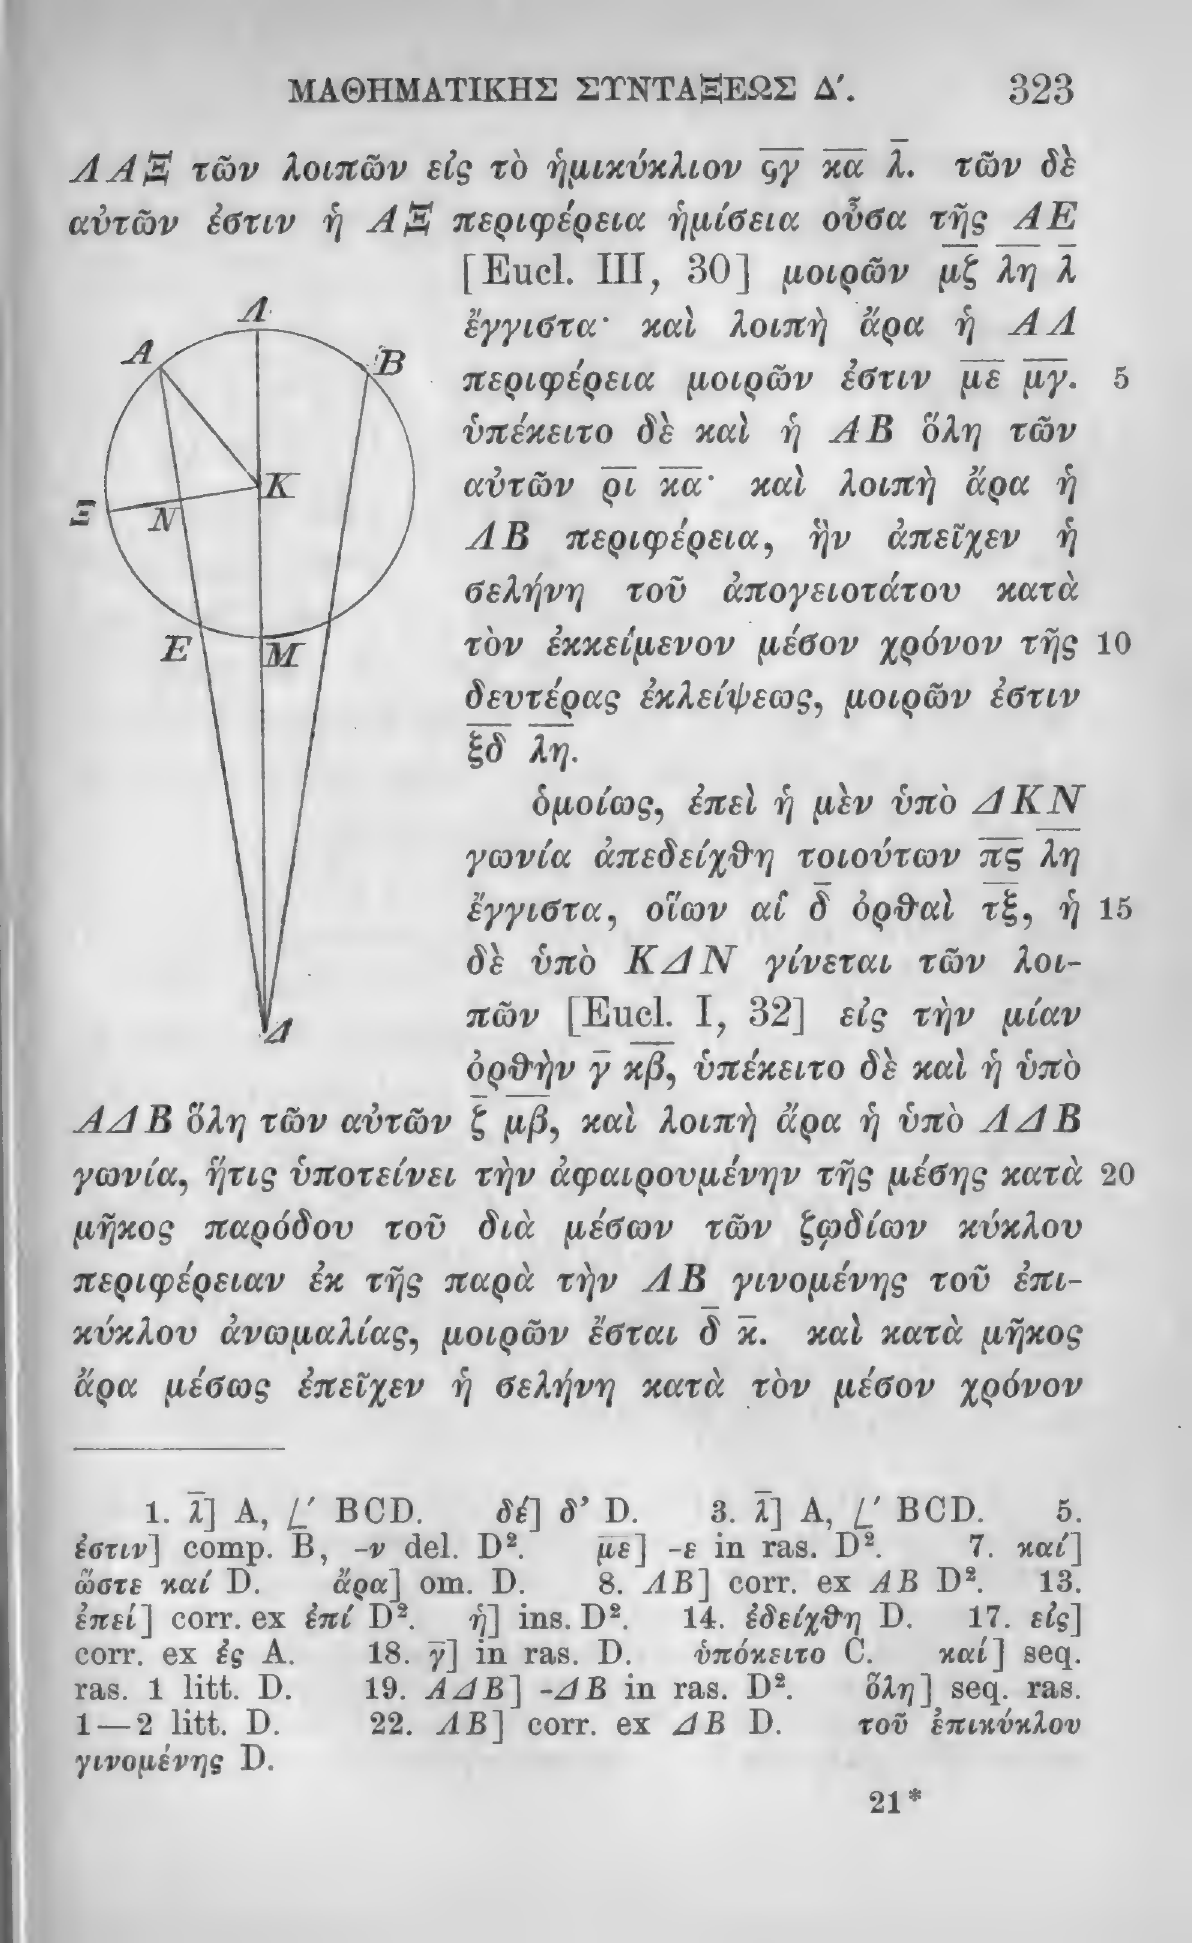 ΜΑΘΗΜΑΤΙΚΗΣ ΣΥΝΤΑΞΕΩΣ Δ'. 323
ΛΑΞ τῶν λοιπῶν εἰς τὸ ἡμικύκλιον ϟγ κα λ. τῶν δὲ
αὐτῶν ἐστιν ἡ ΑΞ περιφέρεια ἡμίσεια οὖσα τῆς ΑΕ
[Eucl. III, 30] μοιρῶν μζ λη λ
ἔγγιστα· καὶ λοιπὴ ἄρα ἡ ΑΛ
περιφέρεια μοιρῶν ἐστιν με μγ. 5
ὑπέκειτο δὲ καὶ ἡ ΑΒ ὅλη τῶν
αὐτῶν ρι κα· καὶ λοιπὴ ἄρα ἡ
ΛΒ περιφέρεια, ἣν ἀπεῖχεν ἡ
σελήνη τοῦ ἀπογειοτάτου κατὰ
τὸν ἐκκείμενον μέσον χρόνον τῆς 10
δευτέρας ἐκλείψεως, μοιρῶν ἐστιν
ξδ λη.
ὁμοίως, ἐπεὶ ἡ μὲν ὑπὸ ΔΚΝ
γωνία ἀπεδείχθη τοιούτων πϛ λη
ἔγγιστα, οἵων αἱ δ ὀρθαὶ τξ, ἡ 15
δὲ ὑπὸ ΚΔΝ γίνεται τῶν λοι-
πῶν [Eucl. I, 32] εἰς τὴν μίαν
ὀρθὴν γ κβ, ὑπέκειτο δὲ καὶ ἡ ὑπὸ
ΑΔΒ ὅλη τῶν αὐτῶν ζ μβ, καὶ λοιπὴ ἄρα ἡ ὑπὸ ΛΔΒ
γωνία, ἥτις ὑποτείνει τὴν ἀφαιρουμένην τῆς μέσης κατὰ 20
μῆκος παρόδου τοῦ διὰ μέσων τῶν ζῳδίων κύκλου
περιφέρειαν ἐκ τῆς παρὰ τὴν ΛΒ γινομένης τοῦ ἐπι-
κύκλου ἀνωμαλίας, μοιρῶν ἔσται δ κ. καὶ κατὰ μῆκος
ἄρα μέσως ἐπεῖχεν ἡ σελήνη κατὰ τὸν μέσον χρόνον
Λ
Α
Β
Κ
Ξ
Ν
Ε
Μ
Δ
1. λ] A, 𐅵' BCD. δέ] δ' D. 3. λ] A, 𐅵' BCD. 5.
ἐστιν] comp. B, -ν del. D². με] -ε in ras. D². 7. καί]
ὥστε καί D. ἄρα] om. D. 8. ΛΒ] corr. ex ΑΒ D². 13.
ἐπεί] corr. ex ἐπί D². ἡ] ins. D². 14. ἐδείχθη D. 17. εἰς]
corr. ex ἐς A. 18. γ] in ras. D. ὑπόκειτο C. καί] seq.
ras. 1 litt. D. 19. ΑΔΒ] -ΔΒ in ras. D². ὅλη] seq. ras.
1—2 litt. D. 22. ΛΒ] corr. ex ΔΒ D. τοῦ ἐπικύκλου
γινομένης D.
21*